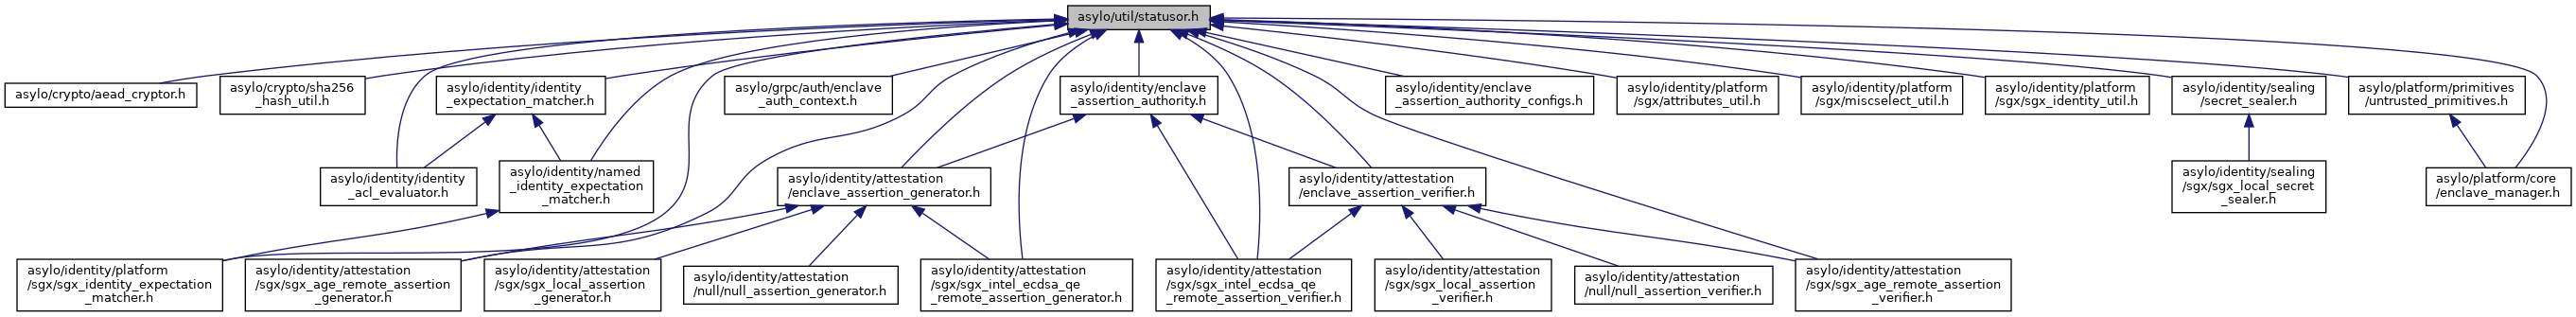 asylo/util/statusor.h
asylo/crypto/aead_cryptor.h
asylo/crypto/sha256
_hash_util.h
asylo/identity/identity
_expectation_matcher.h
asylo/grpc/auth/enclave
_auth_context.h
asylo/identity/enclave
_assertion_authority.h
asylo/identity/enclave
_assertion_authority_configs.h
asylo/identity/platform
/sgx/attributes_util.h
asylo/identity/platform
/sgx/miscselect_util.h
asylo/identity/platform
/sgx/sgx_identity_util.h
asylo/identity/sealing
/secret_sealer.h
asylo/platform/primitives
/untrusted_primitives.h
asylo/identity/identity
_acl_evaluator.h
asylo/identity/named
_identity_expectation
_matcher.h
asylo/identity/attestation
/enclave_assertion_generator.h
asylo/identity/attestation
/enclave_assertion_verifier.h
asylo/identity/sealing
/sgx/sgx_local_secret
_sealer.h
asylo/platform/core
/enclave_manager.h
asylo/identity/platform
/sgx/sgx_identity_expectation
_matcher.h
asylo/identity/attestation
/sgx/sgx_age_remote_assertion
_generator.h
asylo/identity/attestation
/sgx/sgx_local_assertion
_generator.h
asylo/identity/attestation
/null/null_assertion_generator.h
asylo/identity/attestation
/sgx/sgx_intel_ecdsa_qe
_remote_assertion_generator.h
asylo/identity/attestation
/sgx/sgx_intel_ecdsa_qe
_remote_assertion_verifier.h
asylo/identity/attestation
/sgx/sgx_local_assertion
_verifier.h
asylo/identity/attestation
/null/null_assertion_verifier.h
asylo/identity/attestation
/sgx/sgx_age_remote_assertion
_verifier.h